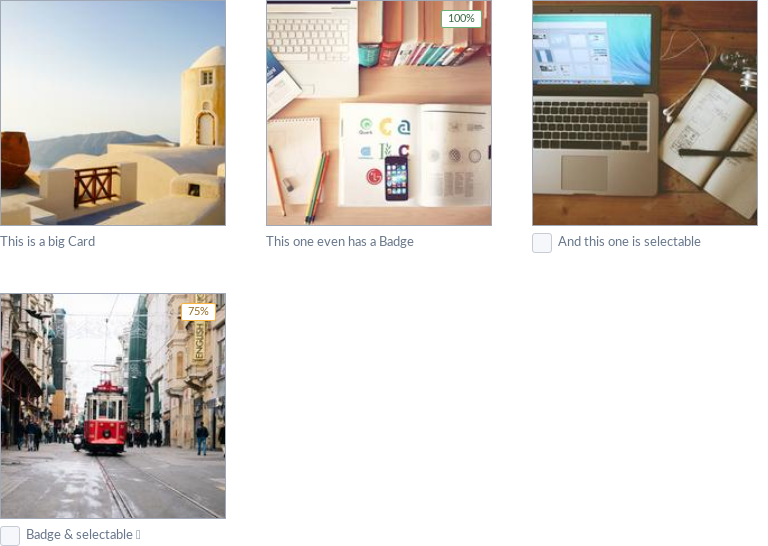 100%
This is a big Card
This one even has a Badge
And this one is selectable
75%
ENGLISH
Badge & selectable